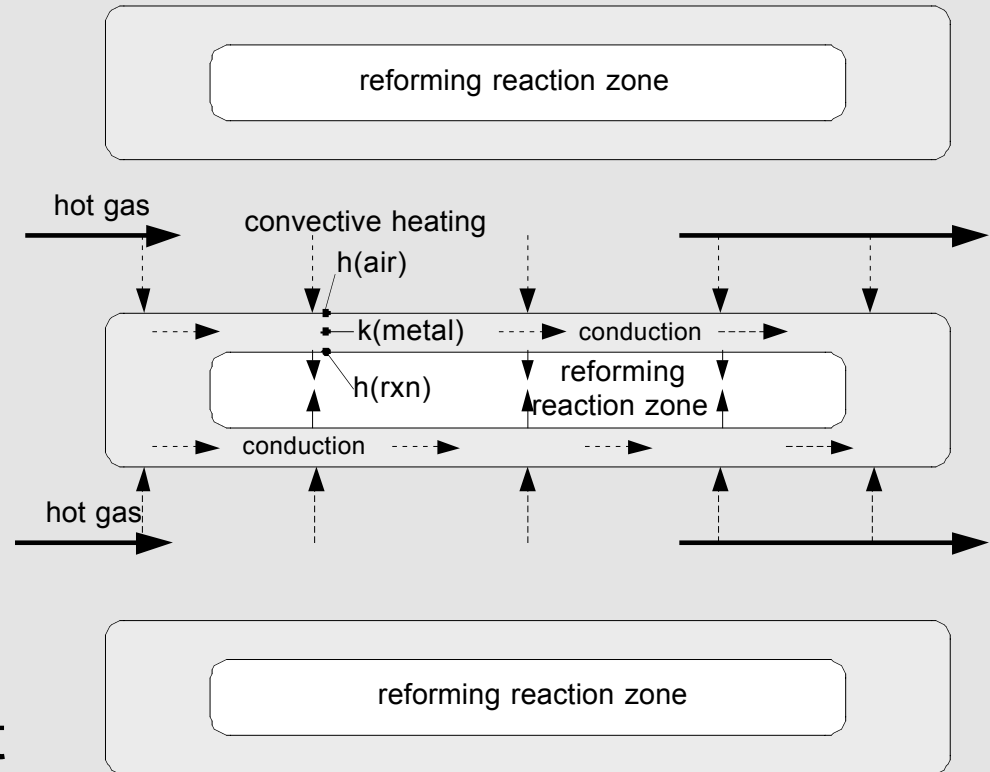 reforming reaction zone
hot gas
convective heating
h(air)
k(metal)
conduction
h(rxn)
reforming
reaction zone
conduction
hot gas
reforming reaction zone